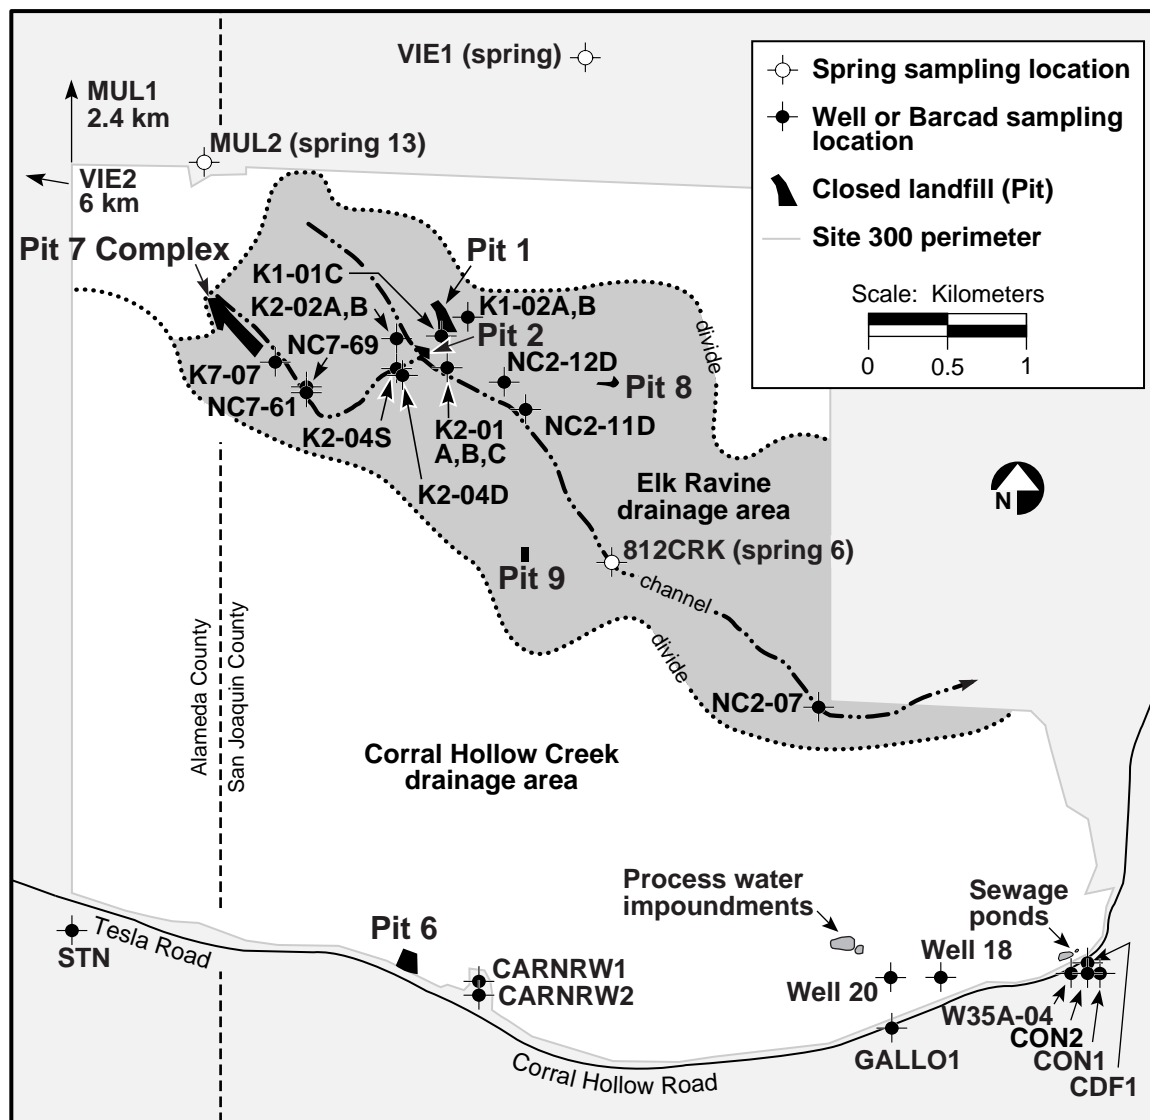 VIE1 (spring)
MUL1
2.4 km
MUL2 (spring 13)
VIE2
6 km
Spring sampling location
Well or Barcad sampling
location
Closed landfill (Pit)
Site 300 perimeter
Scale: Kilometers
0 0.5 1
Pit 7 Complex
Pit 1
K1-01C
K2-02A,B
K1-02A,B
Pit 2
NC7-69
NC2-12D
K7-07
Pit 8
NC7-61
NC2-11D
K2-04S
K2-01
A,B,C
K2-04D
divide
Elk Ravine
drainage area
N
812CRK (spring 6)
Pit 9
channel
divide
NC2-07
Alameda County
San Joaquin County
Corral Hollow Creek
drainage area
Process water
impoundments
Sewage
ponds
Pit 6
Tesla Road
STN
CARNRW1
CARNRW2
Well 18
Well 20
W35A-04
CON2
CON1
CDF1
GALLO1
Corral Hollow Road